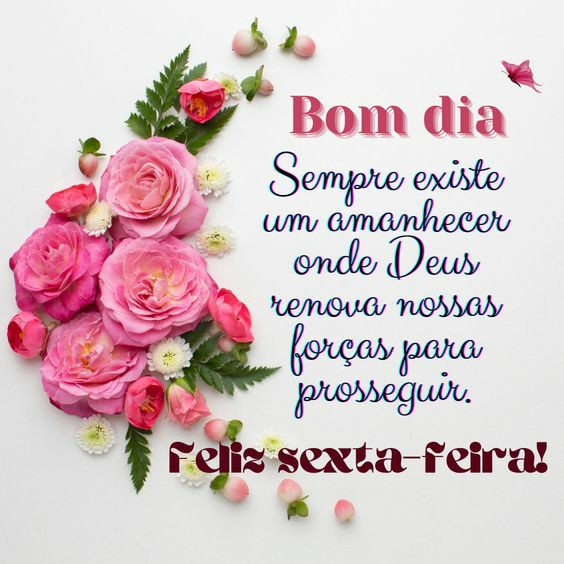 Bom dia
Sempre existe
um amanhecer
onde Deus
renova nossas
forças para
prosseguir.
Feliz sexta-feira!